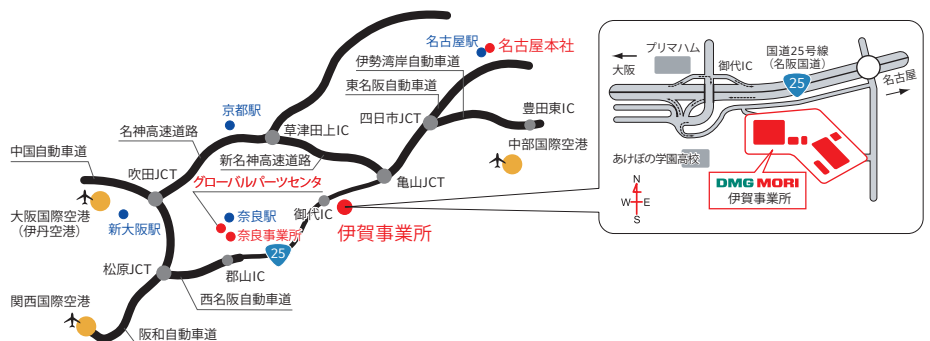 名古屋駅
名古屋本社
伊勢湾岸自動車道
東名阪自動車道
京都駅
四日市JCT
豊田東IC
名神高速道路
草津田上IC
中国自動車道
新名神高速道路
中部国際空港
吹田JCT
グローバルパーツセンタ
亀山JCT
大阪国際空港
（伊丹空港）
新大阪駅
奈良駅
御代IC
奈良事業所
伊賀事業所
25
松原JCT
郡山IC
関西国際空港
西名阪自動車道
阪和自動車道
プリマハム
国道25号線
（名阪国道）
御代IC
大阪
25
名古屋
あけぼの学園高校
DMG MORI
伊賀事業所
N
W
E
S